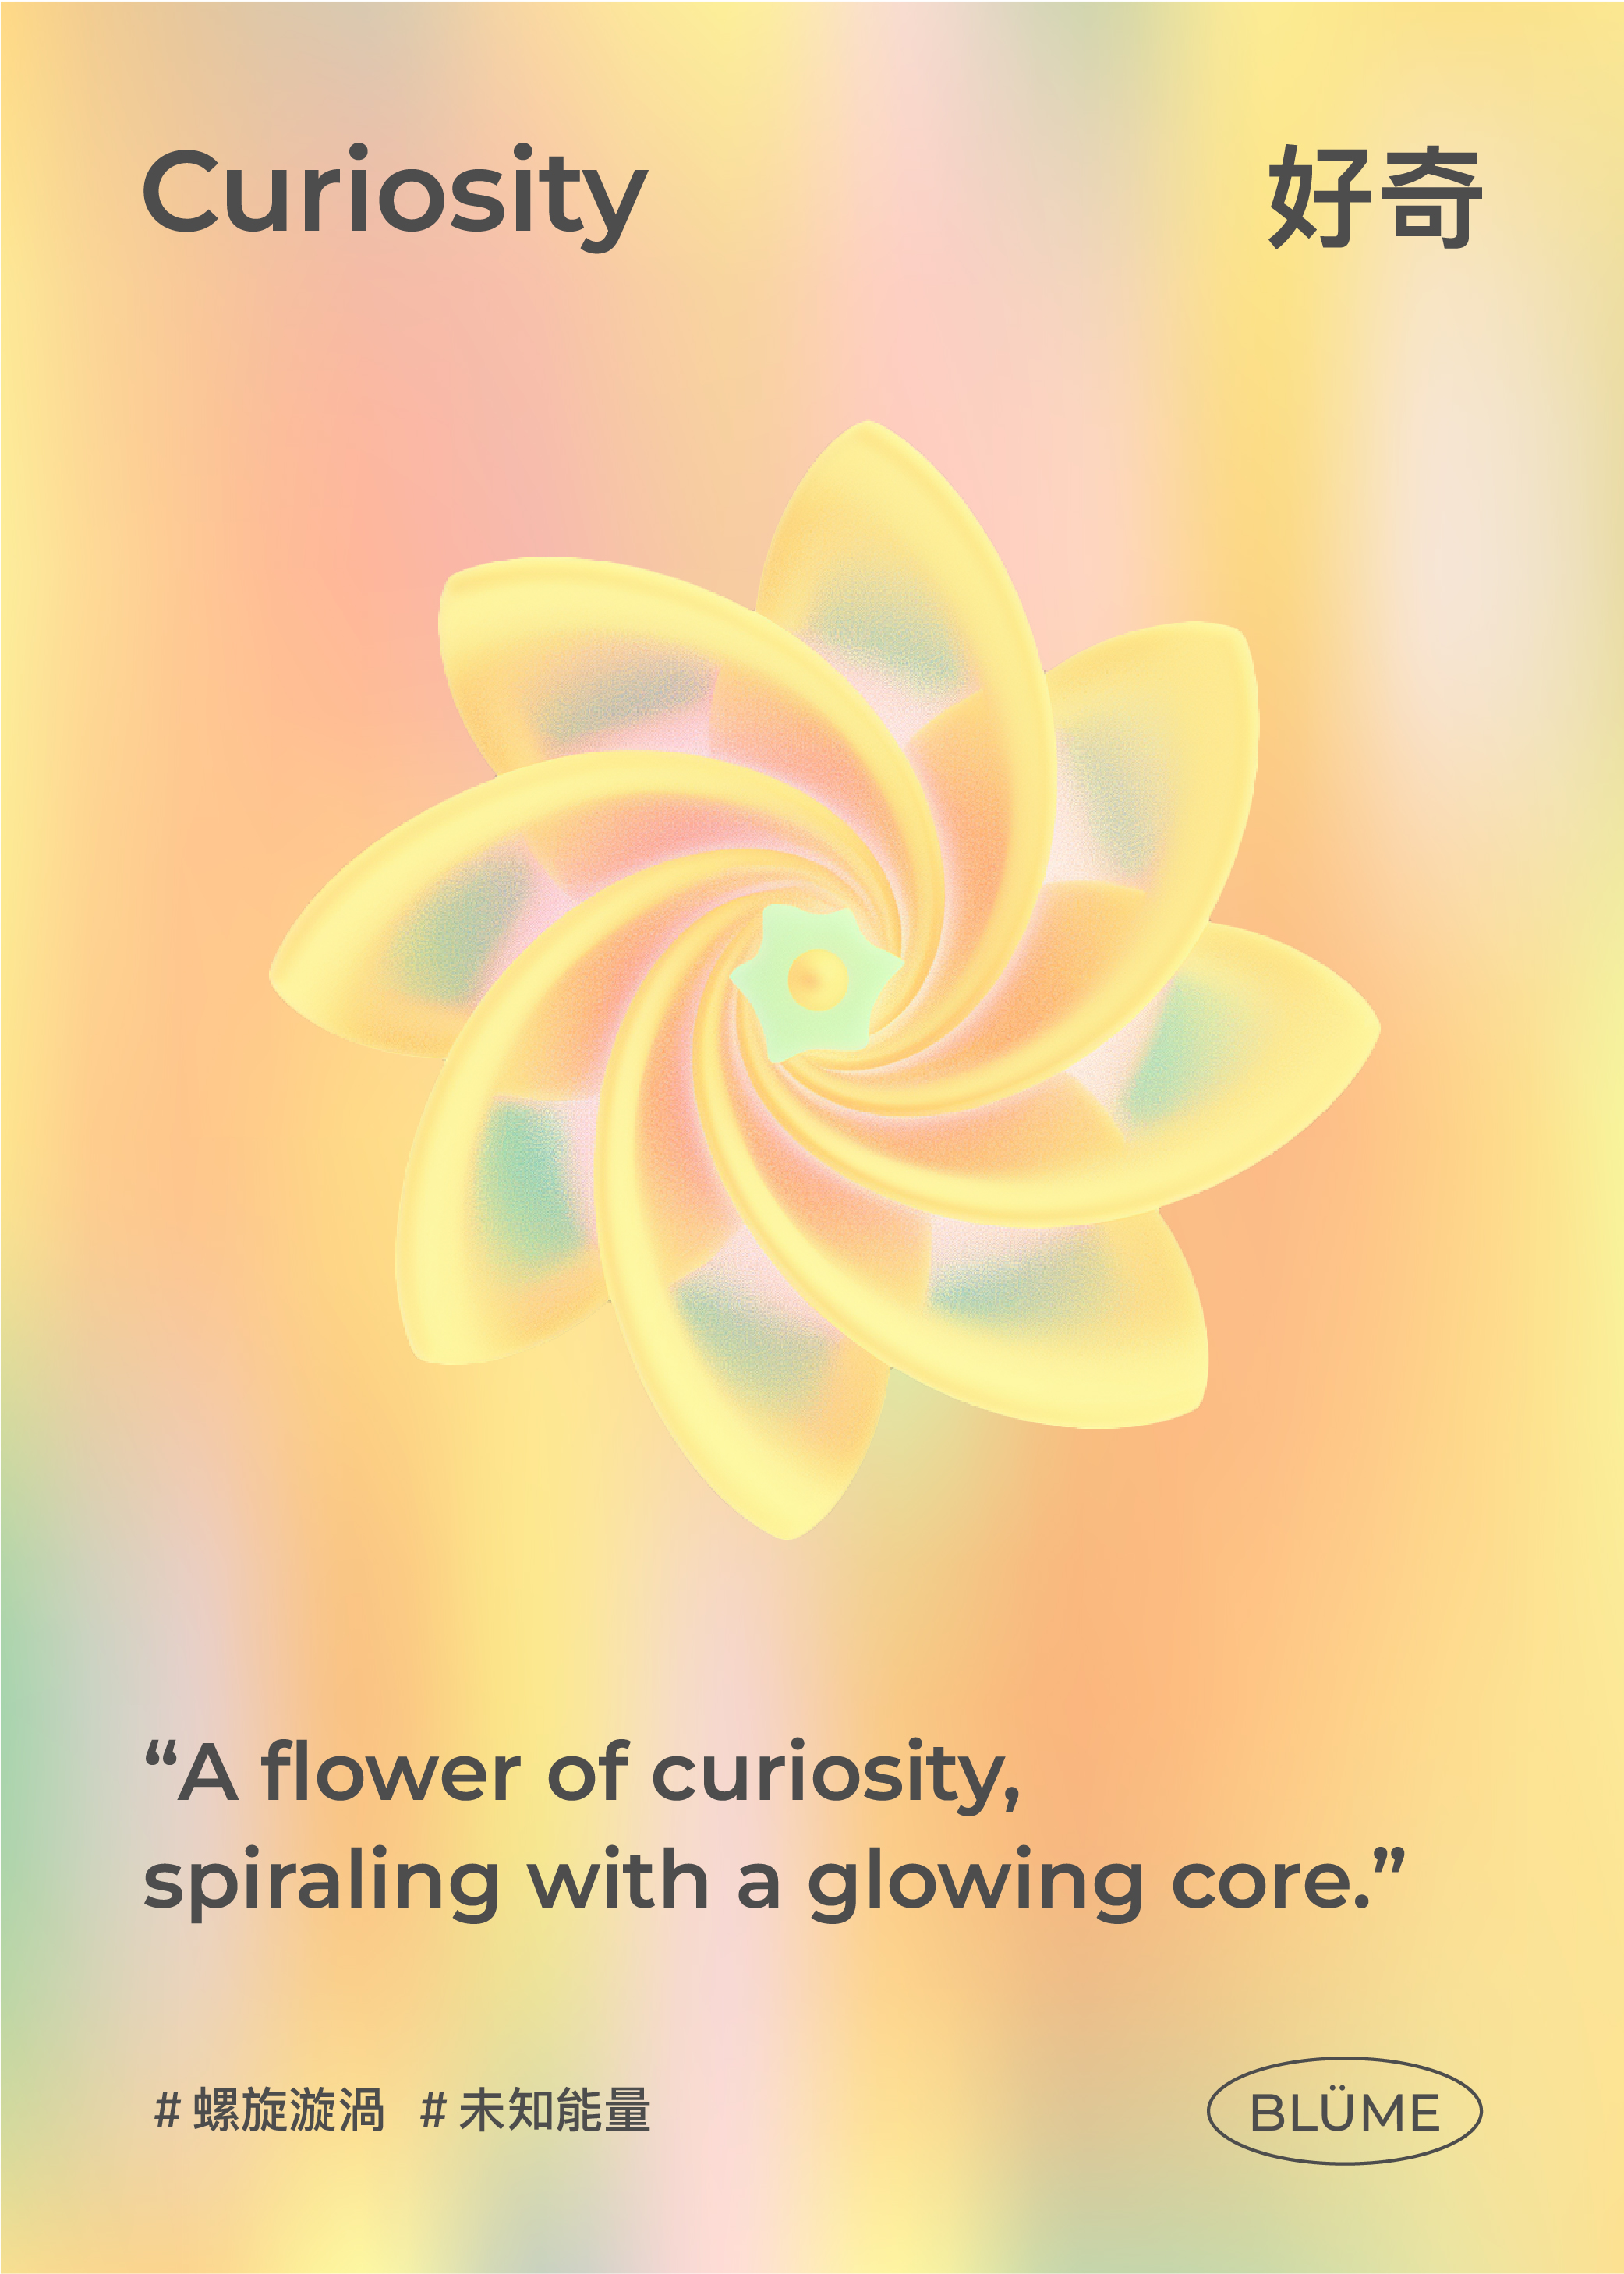 Curiosity
好奇
“A flower of curiosity,
spiraling with a glowing core.”
# 螺旋漩渦 # 未知能量
BLÜME